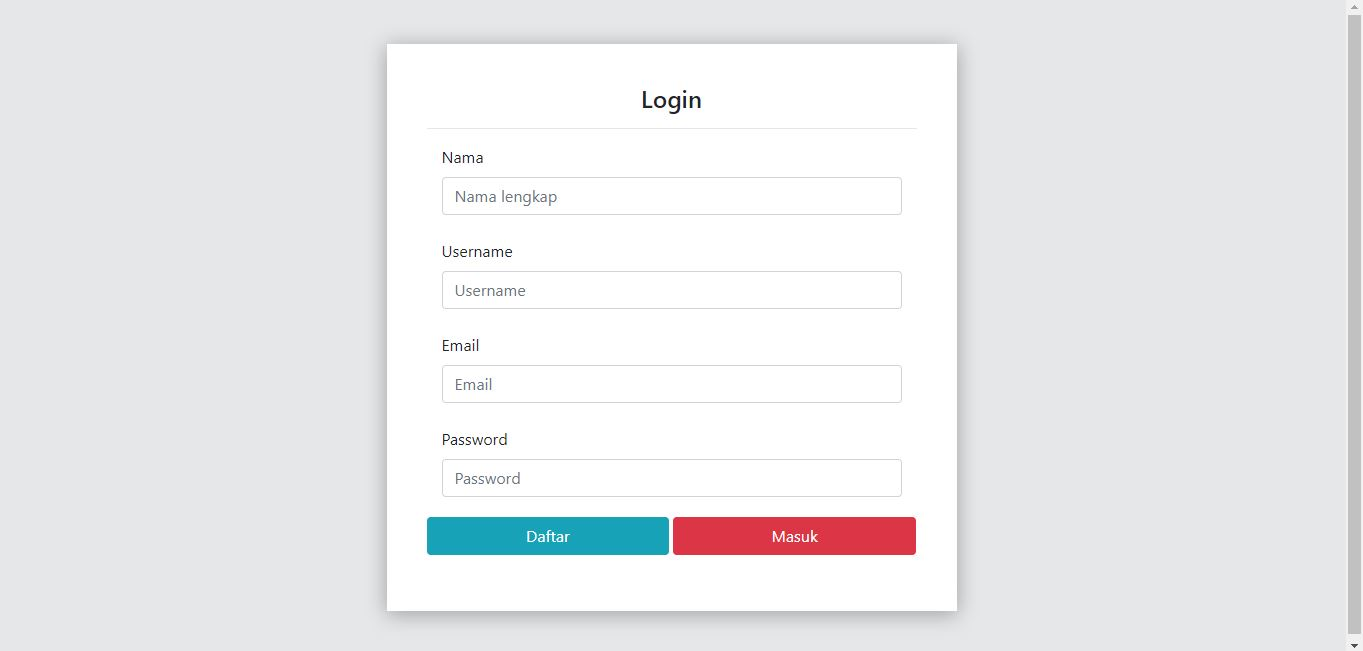 Login
Nama
Nama lengkap
Username
Username
Email
Email
Password
Password
Daftar Masuk